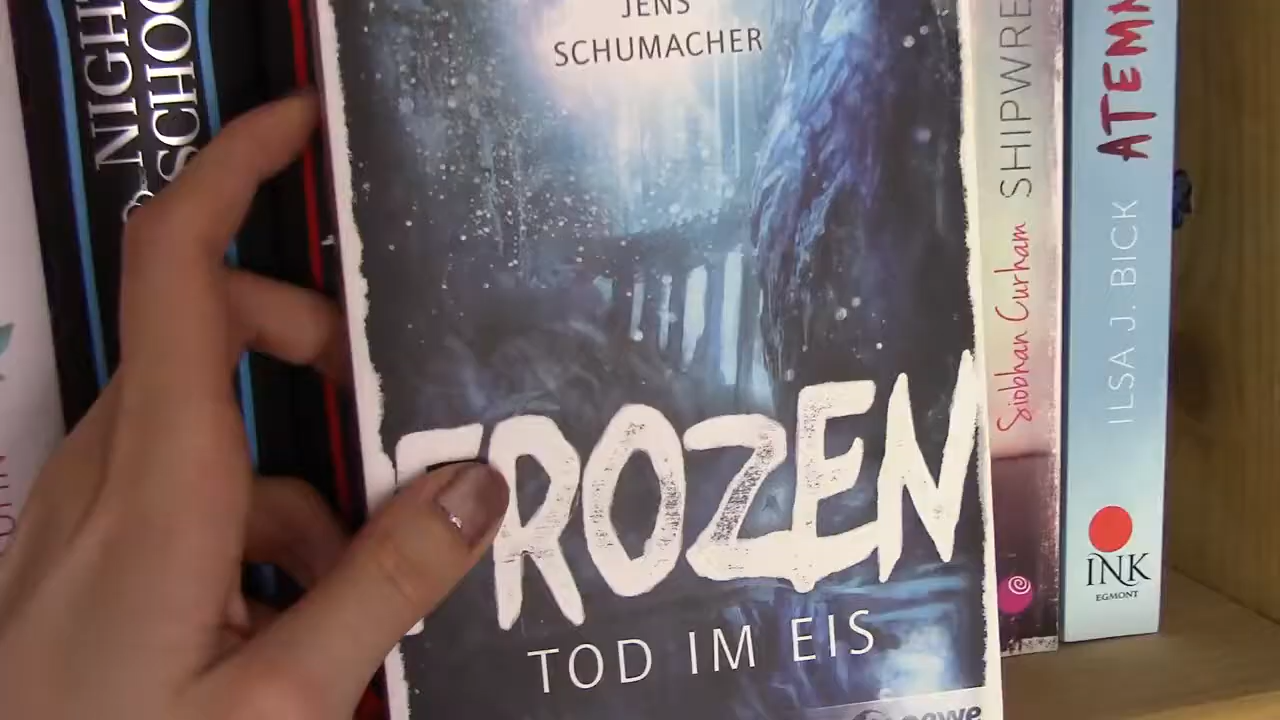 NIGHT
SCHOO
JENS
SCHUMACHER
FROZEN
TOD IM EIS
Siobhan Curham SHIPWRE
ILSA J. BICK ATEM
INK
EGMONT